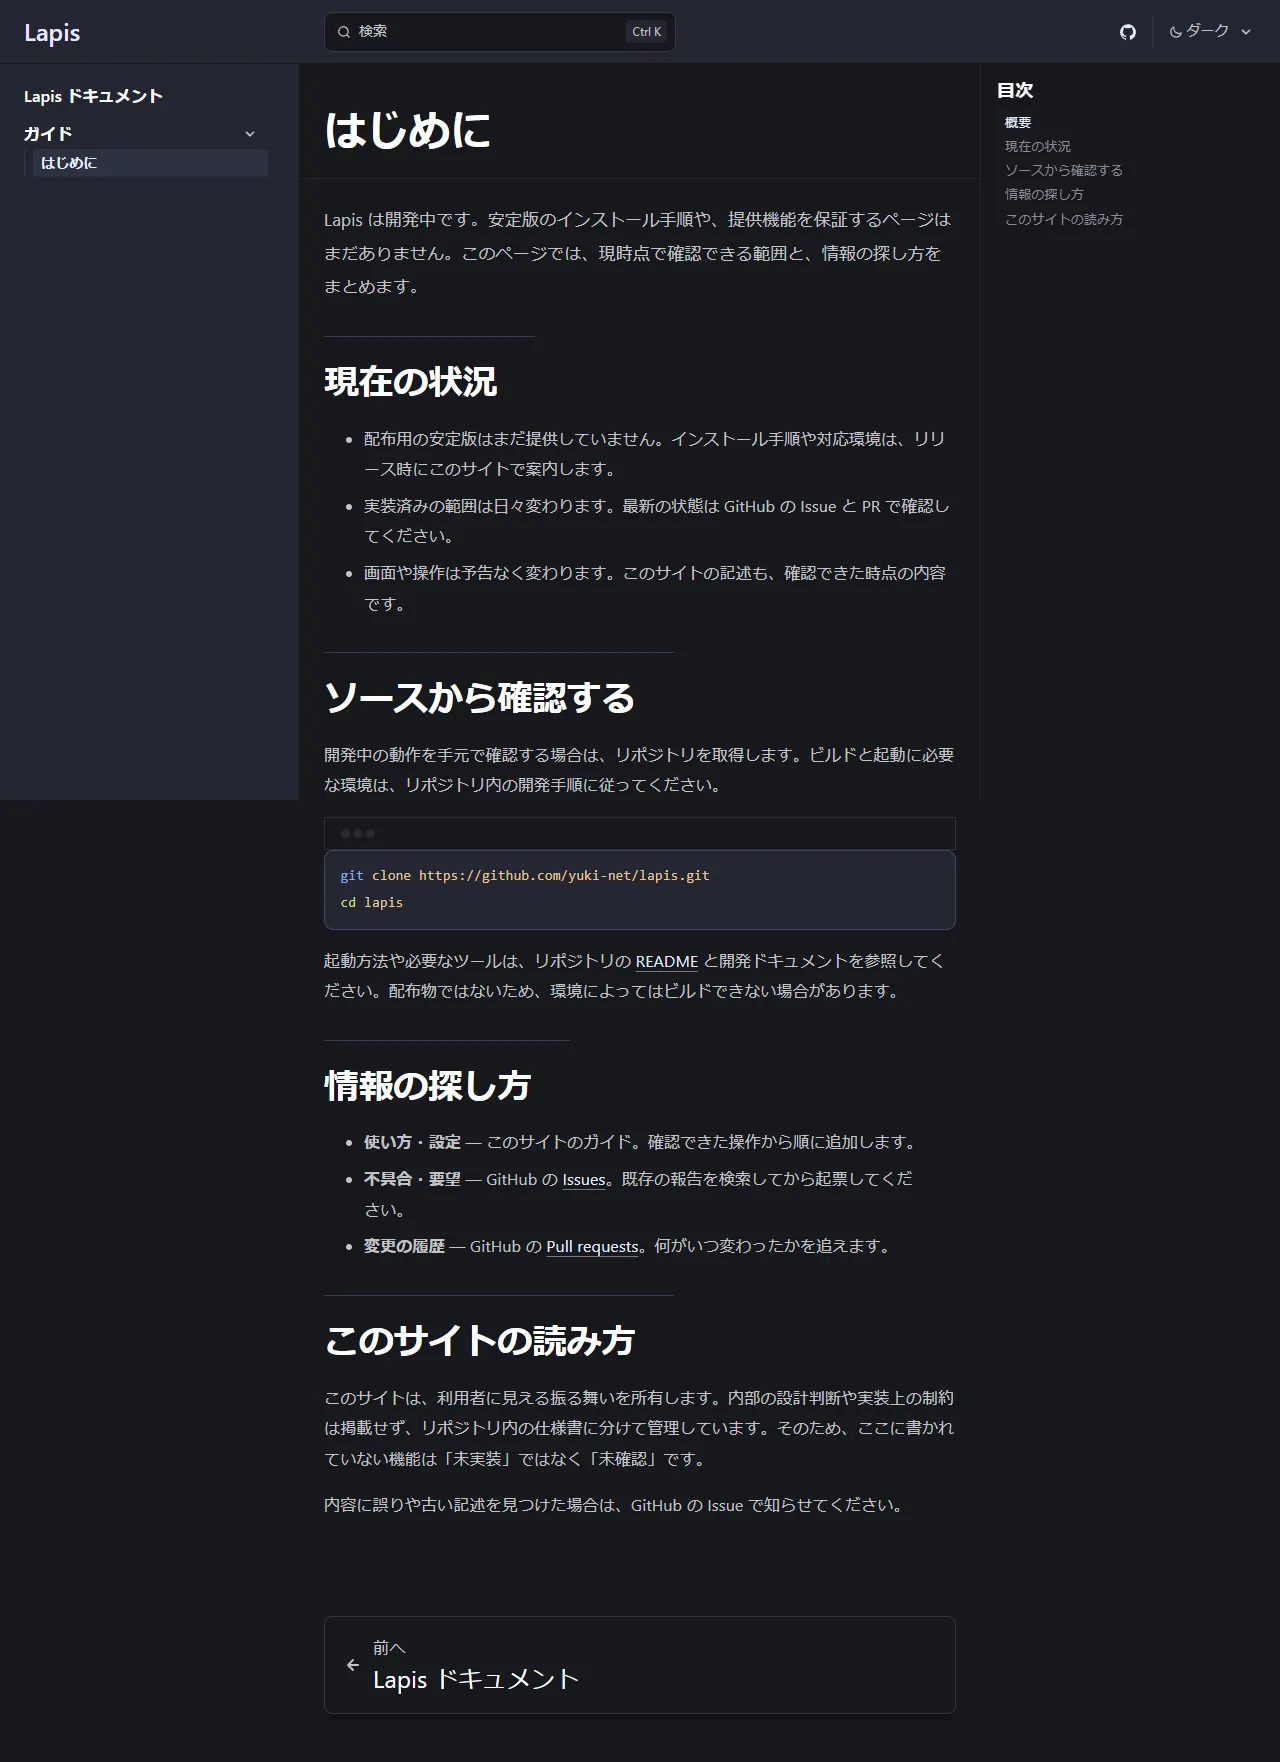 Lapis
検索
Ctrl K
ダーク
Lapis ドキュメント
ガイド
はじめに
はじめに
Lapis は開発中です。安定版のインストール手順や、提供機能を保証するページは
まだありません。このページでは、現時点で確認できる範囲と、情報の探し方を
まとめます。
現在の状況
配布用の安定版はまだ提供していません。インストール手順や対応環境は、リリ
ース時にこのサイトで案内します。
実装済みの範囲は日々変わります。最新の状態は GitHub の Issue と PR で確認し
てください。
画面や操作は予告なく変わります。このサイトの記述も、確認できた時点の内容
です。
ソースから確認する
開発中の動作を手元で確認する場合は、リポジトリを取得します。ビルドと起動に必要
な環境は、リポジトリ内の開発手順に従ってください。
git clone https://github.com/yuki-net/lapis.git
cd lapis
起動方法や必要なツールは、リポジトリの README と開発ドキュメントを参照してく
ださい。配布物ではないため、環境によってはビルドできない場合があります。
情報の探し方
使い方・設定 — このサイトのガイド。確認できた操作から順に追加します。
不具合・要望 — GitHub の Issues。既存の報告を検索してから起票してくだ
さい。
変更の履歴 — GitHub の Pull requests。何がいつ変わったかを追えます。
このサイトの読み方
このサイトは、利用者に見える振る舞いを所有します。内部の設計判断や実装上の制約
は掲載せず、リポジトリ内の仕様書に分けて管理しています。そのため、ここに書かれ
ていない機能は「未実装」ではなく「未確認」です。
内容に誤りや古い記述を見つけた場合は、GitHub の Issue で知らせてください。
前へ
Lapis ドキュメント
目次
概要
現在の状況
ソースから確認する
情報の探し方
このサイトの読み方